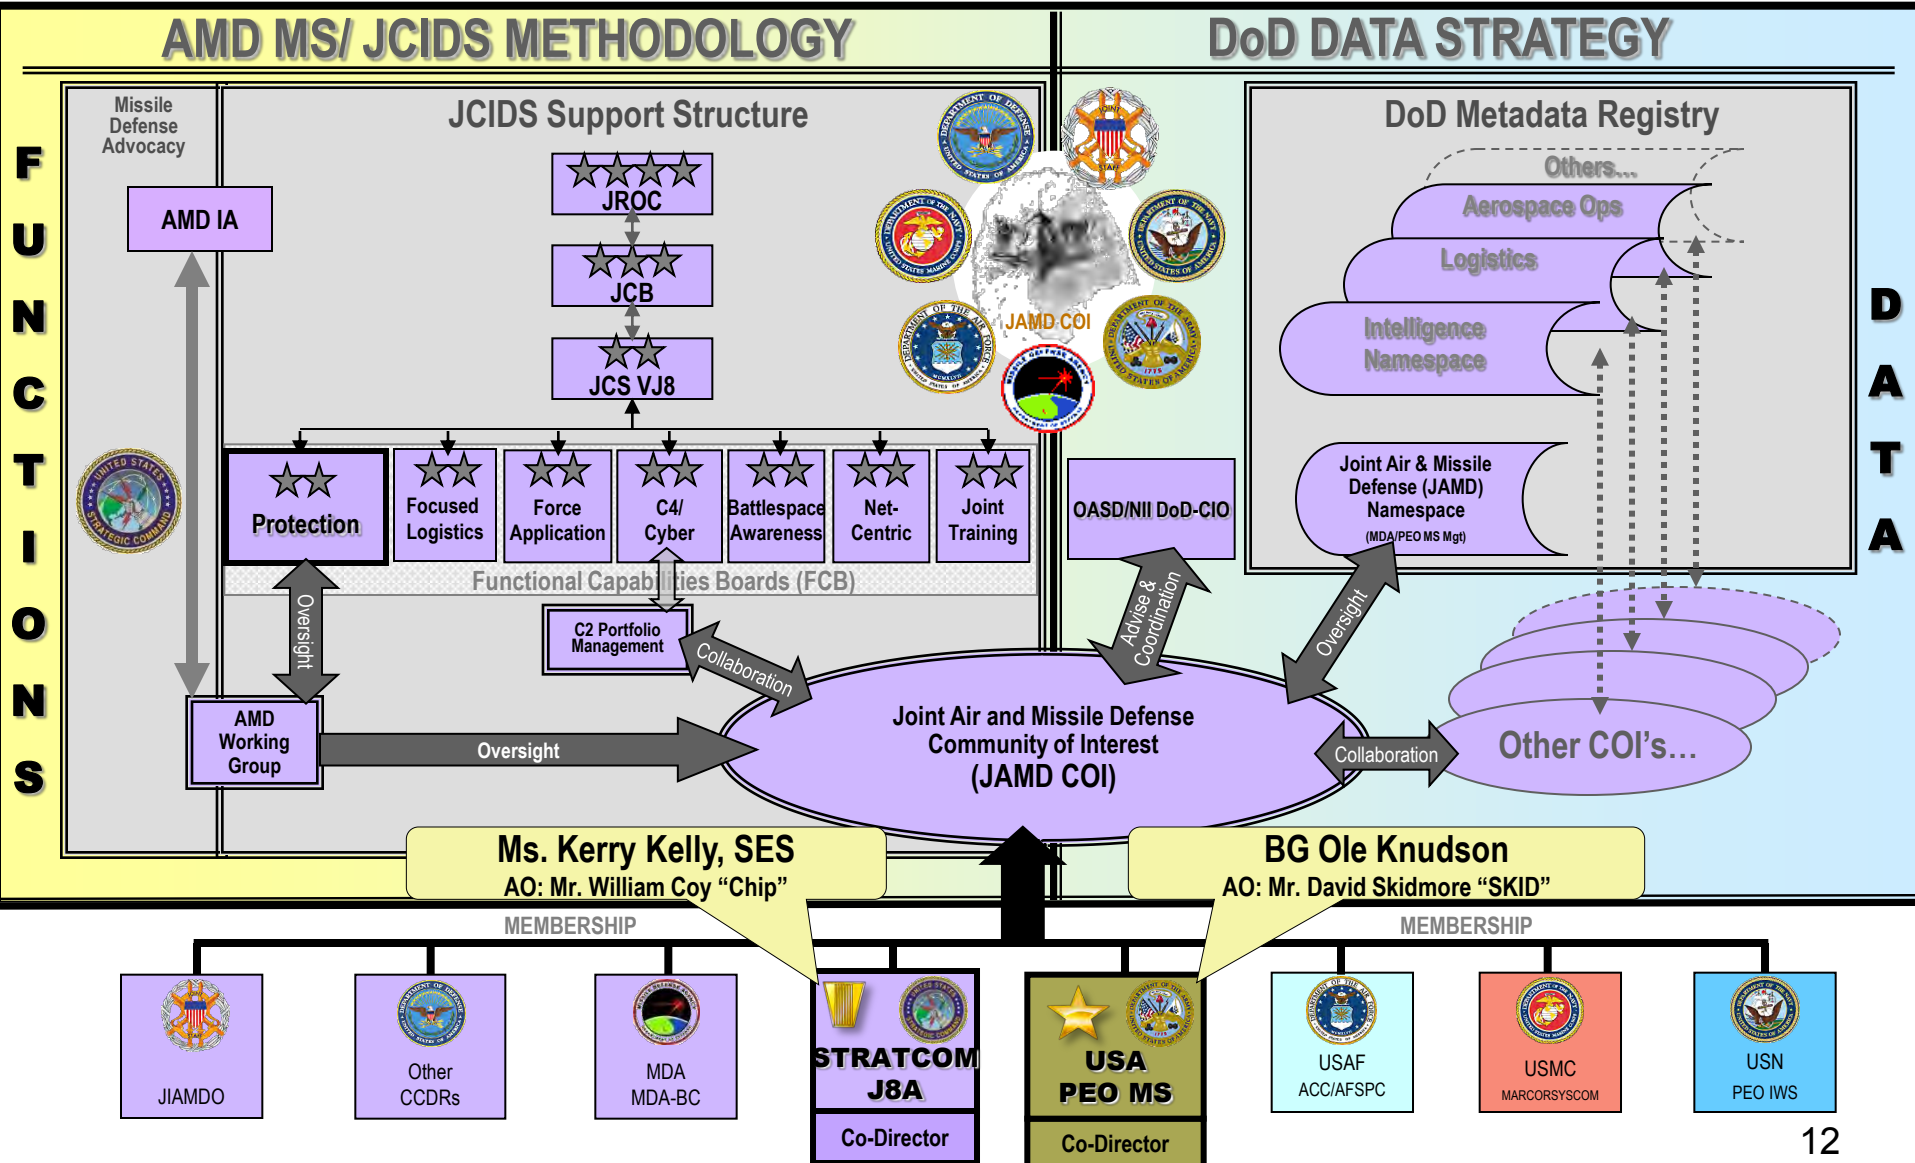 AMD MS/ JCIDS METHODOLOGY
DoD DATA STRATEGY
FUNCTIONS
DATA
Missile
Defense
Advocacy
JCIDS Support Structure
AMD IA
JROC
JCB
JCS VJ8
Protection
Focused
Logistics
Force
Application
C4/
Cyber
Battlespace
Awareness
Net-
Centric
Joint
Training
Functional Capabilities Boards (FCB)
UNITED STATES
STRATEGIC COMMAND
Oversight
C2 Portfolio
Management
Collaboration
AMD
Working
Group
Oversight
JAMD COI
DoD Metadata Registry
Others...
Aerospace Ops
Logistics
Intelligence
Namespace
Joint Air & Missile
Defense (JAMD)
Namespace
(MDA/PEO MS Mgt)
OASD/NII DoD-CIO
Advise &
Coordination
Oversight
Joint Air and Missile Defense
Community of Interest
(JAMD COI)
Collaboration
Other COI's...
Ms. Kerry Kelly, SES
AO: Mr. William Coy “Chip”
BG Ole Knudson
AO: Mr. David Skidmore “SKID”
MEMBERSHIP
MEMBERSHIP
JIAMDO
Other
CCDRs
MDA
MDA-BC
STRATCOM
J8A
Co-Director
USA
PEO MS
Co-Director
USAF
ACC/AFSPC
USMC
MARCORSYSCOM
USN
PEO IWS
12